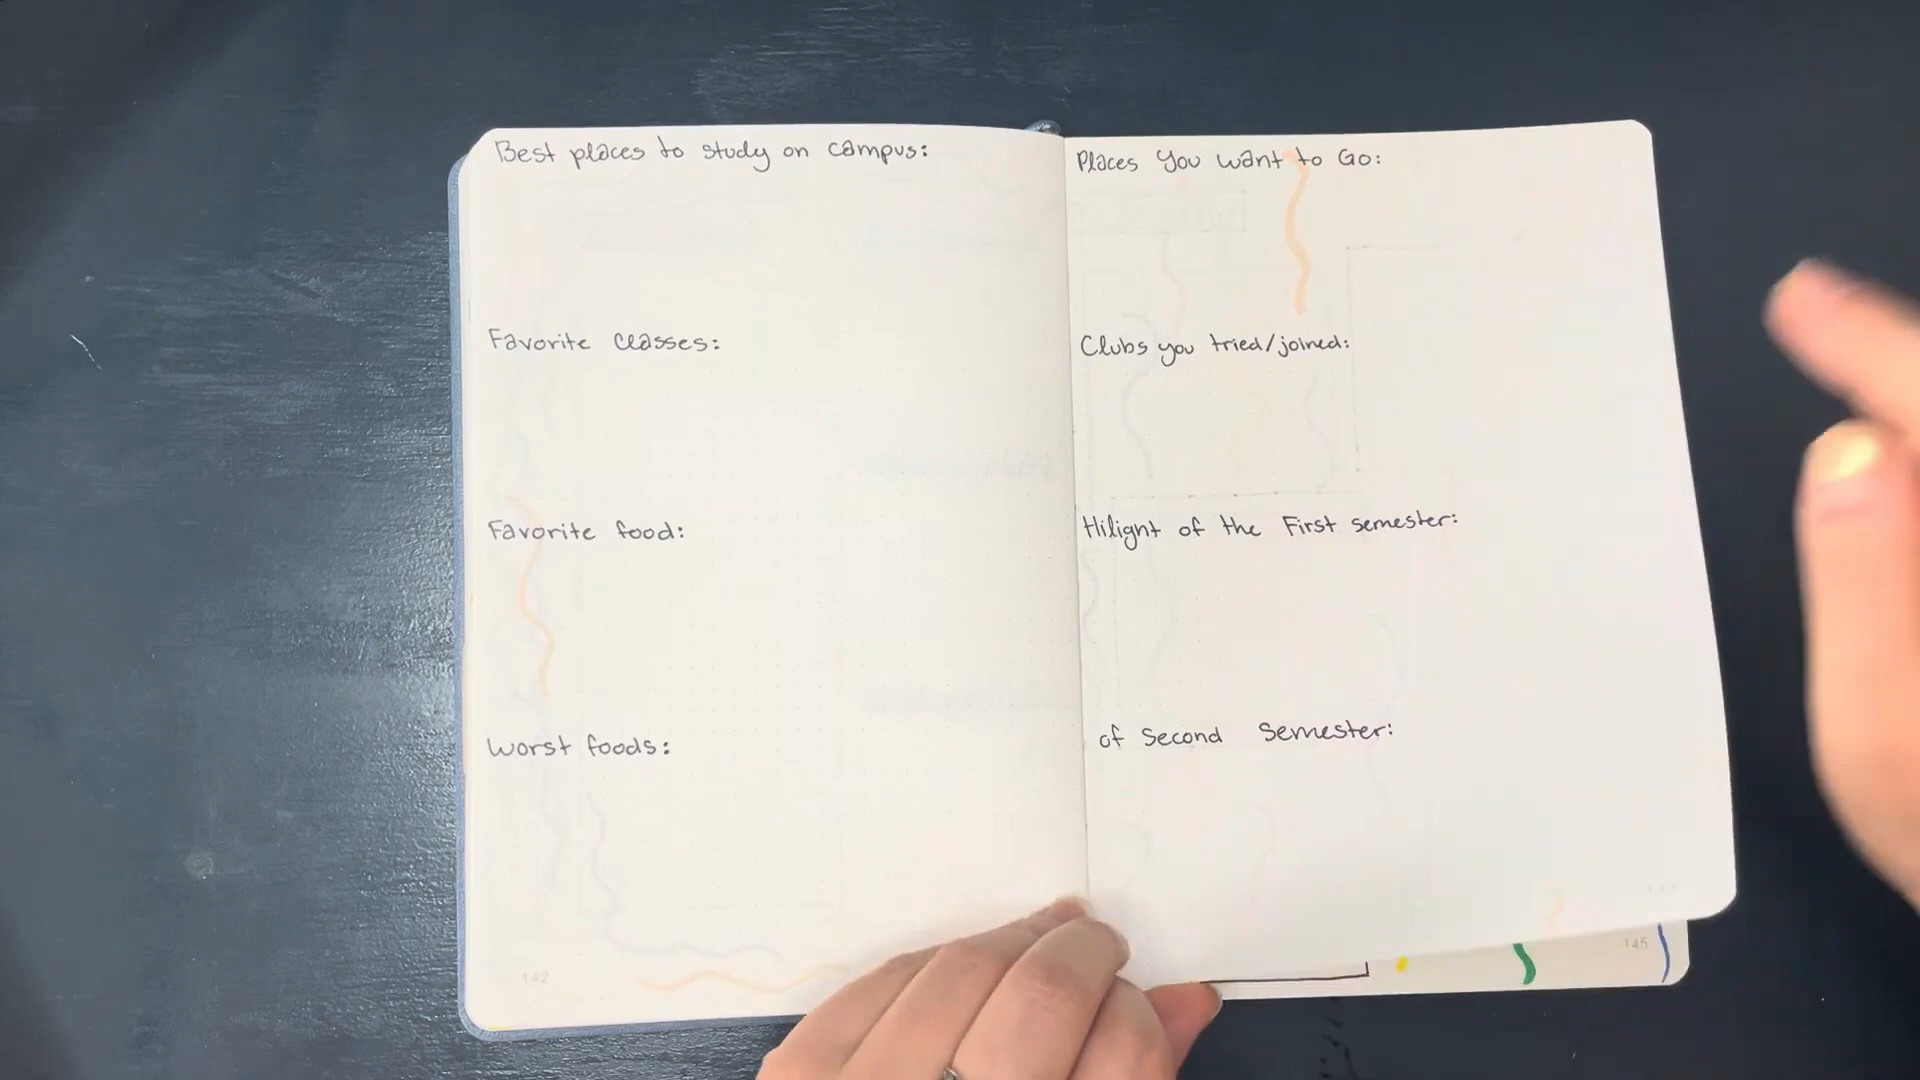 Best places to study on campus:
Favorite classes:
Favorite food:
Worst foods:
142
Places You want to Go:
Clubs you tried/joined:
Hilight of the First semester:
of Second Semester:
145